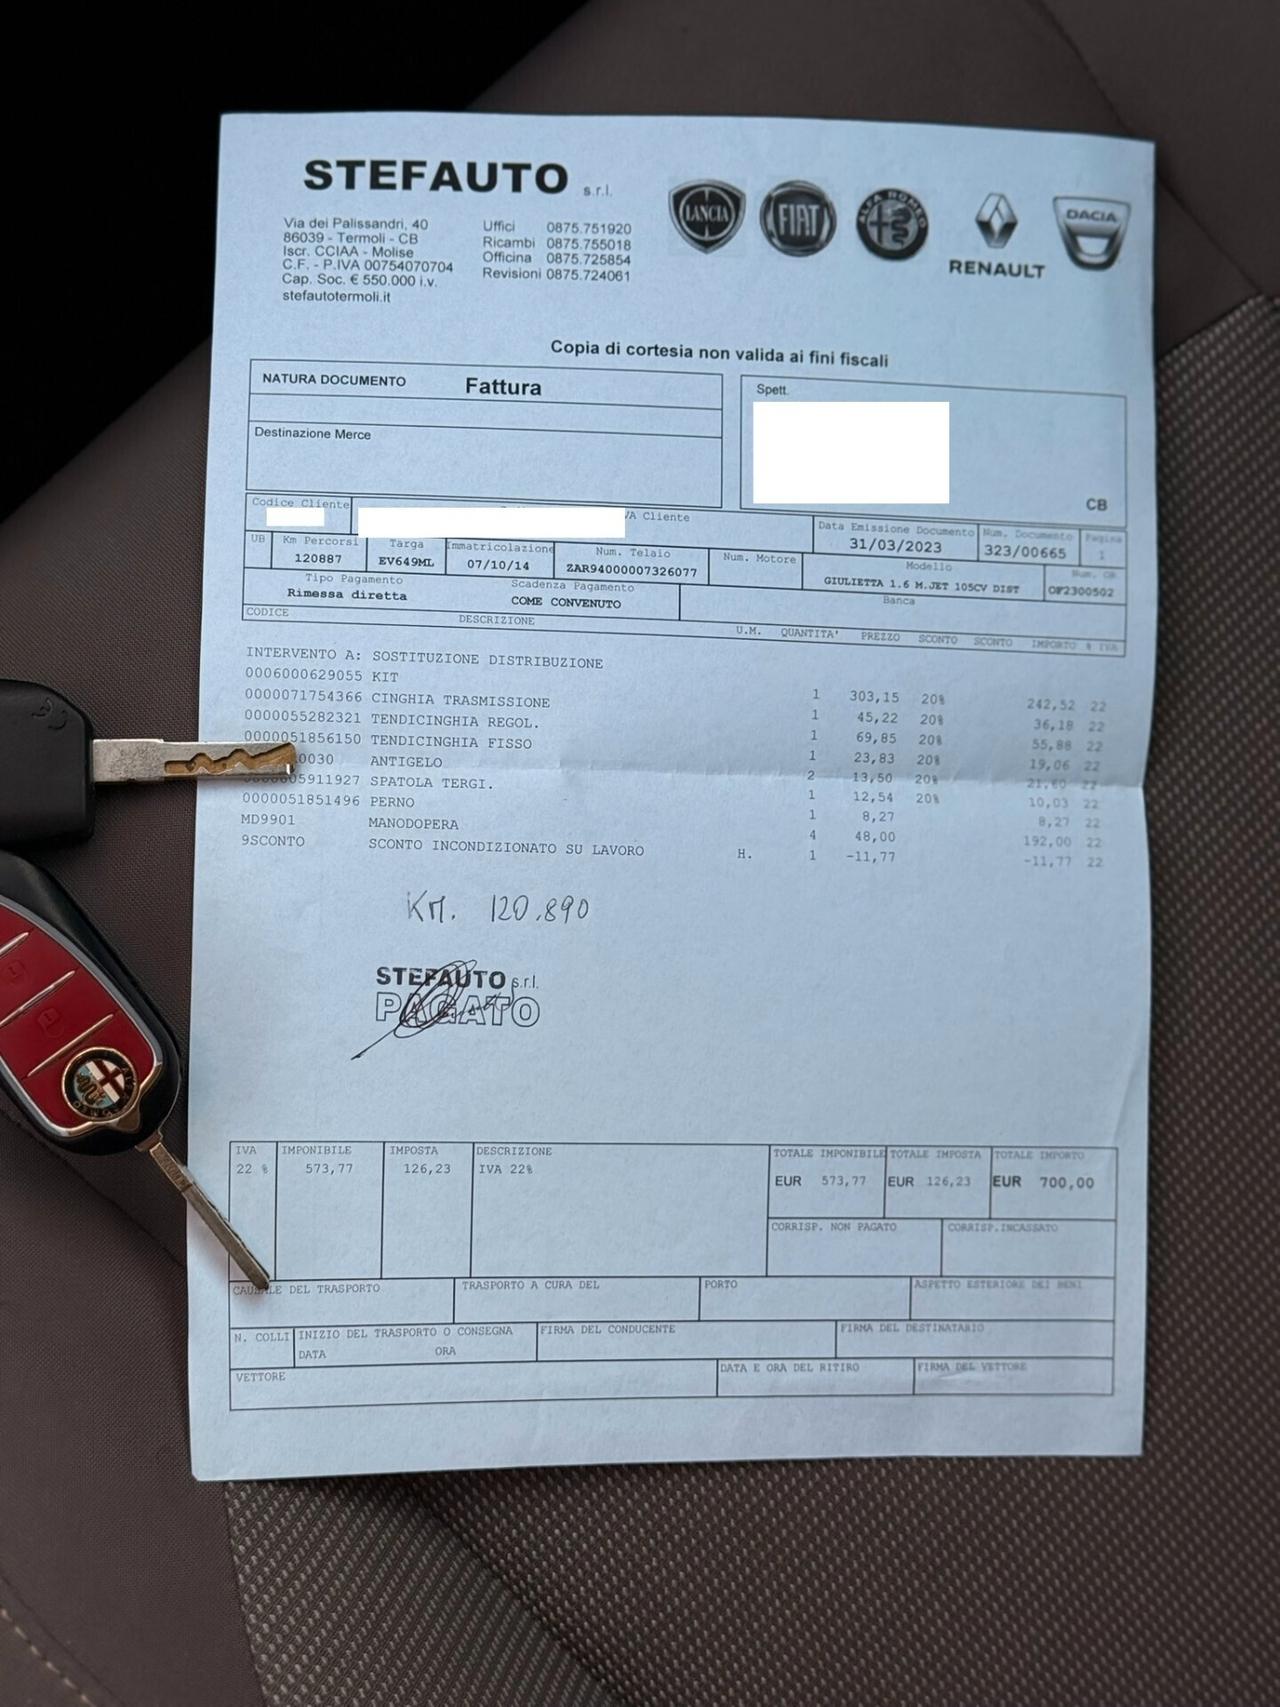 STEFAUTO s.r.l.
Via dei Palissandri, 40
86039 - Termoli - CB
Iscr. CCIAA - Molise
C.F. - P.IVA 00754070704
Cap. Soc. € 550.000 i.v.
stefautotermoli.it
Uffici 0875.751920
Ricambi 0875.755018
Officina 0875.725854
Revisioni 0875.724061
LANCIA
FIAT
ALFA ROMEO
RENAULT
DACIA
Copia di cortesia non valida ai fini fiscali
NATURA DOCUMENTO Fattura
Destinazione Merce
Spett.
CB
Codice Cliente
VA Cliente
Data Emissione Documento
31/03/2023
Num. Documento
323/00665
Pagina
1
UB
Km Percorsi
120887
Targa
EV649ML
Immatricolazione
07/10/14
Num. Telaio
ZAR94000007326077
Num. Motore
Modello
GIULIETTA 1.6 M.JET 105CV DIST
Num. OR
OF2300502
Tipo Pagamento
Rimessa diretta
Scadenza Pagamento
COME CONVENUTO
Banca
CODICE DESCRIZIONE U.M. QUANTITA' PREZZO SCONTO SCONTO IMPORTO % IVA
INTERVENTO A: SOSTITUZIONE DISTRIBUZIONE
0006000629055 KIT 1 303,15 20% 242,52 22
0000071754366 CINGHIA TRASMISSIONE 1 45,22 20% 36,18 22
0000055282321 TENDICINGHIA REGOL. 1 69,85 20% 55,88 22
0000051856150 TENDICINGHIA FISSO 1 23,83 20% 19,06 22
0030 ANTIGELO 2 13,50 20% 21,60 22
5911927 SPATOLA TERGI. 1 12,54 20% 10,03 22
0000051851496 PERNO 1 8,27 8,27 22
MD9901 MANODOPERA 4 48,00 192,00 22
9SCONTO SCONTO INCONDIZIONATO SU LAVORO H. 1 -11,77 -11,77 22
Km. 120.890
STEFAUTO s.r.l.
PAGATO
IVA IMPONIBILE IMPOSTA DESCRIZIONE
22 % 573,77 126,23 IVA 22%
TOTALE IMPONIBILE TOTALE IMPOSTA TOTALE IMPORTO
EUR 573,77 EUR 126,23 EUR 700,00
CORRISP. NON PAGATO CORRISP.INCASSATO
CAUSALE DEL TRASPORTO TRASPORTO A CURA DEL PORTO ASPETTO ESTERIORE DEI BENI
N. COLLI INIZIO DEL TRASPORTO O CONSEGNA FIRMA DEL CONDUCENTE FIRMA DEL DESTINATARIO
DATA ORA
VETTORE DATA E ORA DEL RITIRO FIRMA DEL VETTORE